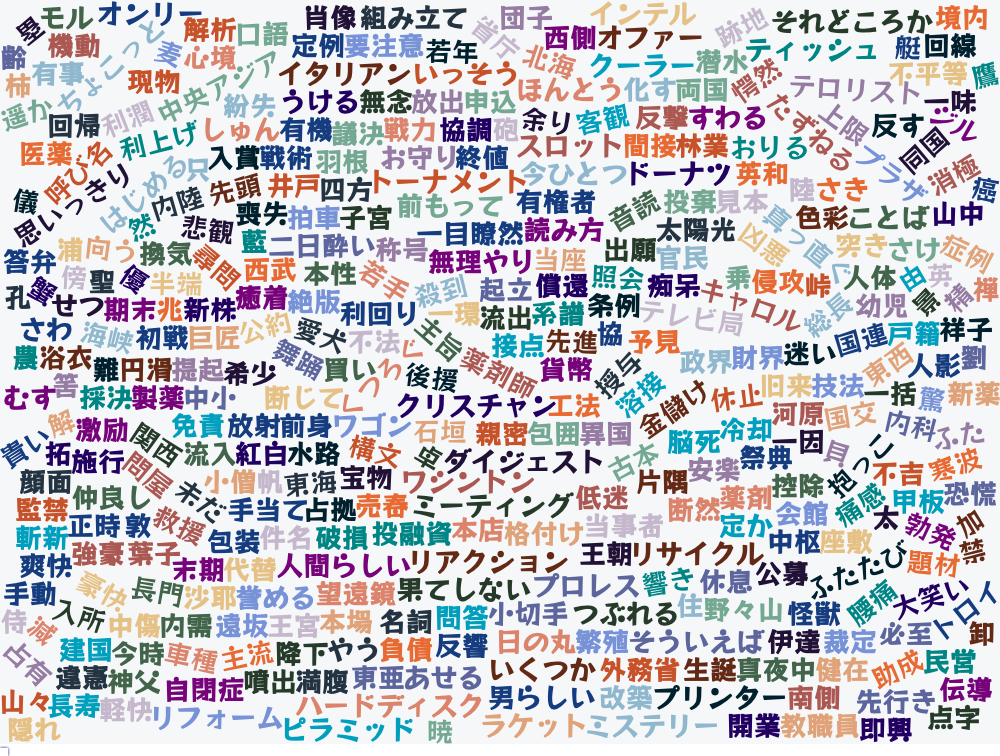 昱 モル オンリー 解析 口語 肖像 組み立て 省庁 団子 インテル 跡地 それどころか 境内
齢 機動 こっと 麦 心境 定例 要注意 若年 北海 西側 オファー クーラー 潜水 ティッシュ 艇 回線
柿 有事 ちょこっと 現物 中央アジア イタリアン いっそう ほんとう 化す 両国 愕然 テロリスト 不平等 鷹
遥か 回帰 利潤 利上げ 紛失 うける 無念 放出 申込 余り 客観 反撃 すわる たずねる 上限 反す 一味 ジル
医薬 呼び名 しゅん 有機 議決 戦力 協調 砲 スロット 間接 林業 おりる プラザ 同国 消極
思いっきり はじめる 只 入賞 戦術 羽根 お守り 終値 今ひとつ ドーナツ 英和 癌
儀 然 内陸 先頭 井戸 四方 トーナメント 前もって 有権者 音読 投棄 見本 陸 さき
悲観 喪失 拍車 子宮 一目瞭然 読み方 太陽光 真っ直ぐ 色彩 ことば 山中
答弁 浦 向う 換気 尋問 藍 二日酔い 称号 無理やり 当座 出願 官民 凶悪 突き さけ 症例
傍 聖 優 半端 西武 本性 若手 殺到 起立 償還 照会 痴呆 乗 侵攻 峠 人体 由 英 禅
孔 蟹 せつ 期末 兆 新株 癒着 絶版 利回り 一環 流出 系譜 条例 キャロル 総長 幼児 景 精
さわ 海峡 初戦 巨匠 公約 愛犬 不法 主旨 接点 先進 協 予見 テレビ局 国連 戸籍 祥子
農 浴衣 難 円滑 提起 希少 舞踊 買い しつろ 後援 薬剤師 貨幣 授与 政界 財界 迷い 東西 人影 劉
むす 答 採決 製薬 中小 断じて クリスチャン 工法 溶接 金儲け 休止 旧来 技法 一括 驚 新薬
貴い 解 激励 関西 免責 放射 前身 ワゴン 石垣 親密 包囲 異国 脳死 冷却 河原 国交 内科 ふた
拓 施行 問屋 流入 紅白 水路 構文 卓 ダイジェスト 古本 安楽 祭典 一因 貝 抱っこ 不吉 寒波
顔面 仲良し 未だ 小僧 帆 東海 宝物 ワシントン 片隅 控除 痛感 甲板 恐慌
監禁 救援 手当て 占拠 売春 ミーティング 低迷 断然 薬剤 会館 太 勃発 加
斬新 正時 敦 包装 件名 破損 投融資 本店 格付け 当事者 定か 中枢 座敷 禁
爽快 強豪 葉子 末期 代替 人間らしい リアクション 王朝 リサイクル ふたたび 題材
手動 豪快 長門 沙耶 誉める 望遠鏡 果てしない プロレス 響き 休息 公募 腰痛 大笑い トロイ
侍 減 入所 中傷 内需 遠坂 王宮 本場 名詞 問答 小切手 つぶれる 住 野々山 怪獣 卸
占有 建国 今時 車種 主流 降下 やう 負債 反響 日の丸 繁殖 そういえば 伊達 裁定 必至
違憲 神父 自閉症 噴出 満腹 東亜 あせる いくつか 外務省 生誕 真夜中 健在 助成 民営
山々 長寿 軽快 リフォーム ハードディスク 男らしい 改築 プリンター 南側 先行き 伝導
隠れ ピラミッド 暁 ラケット ミステリー 開業 教職員 即興 点字